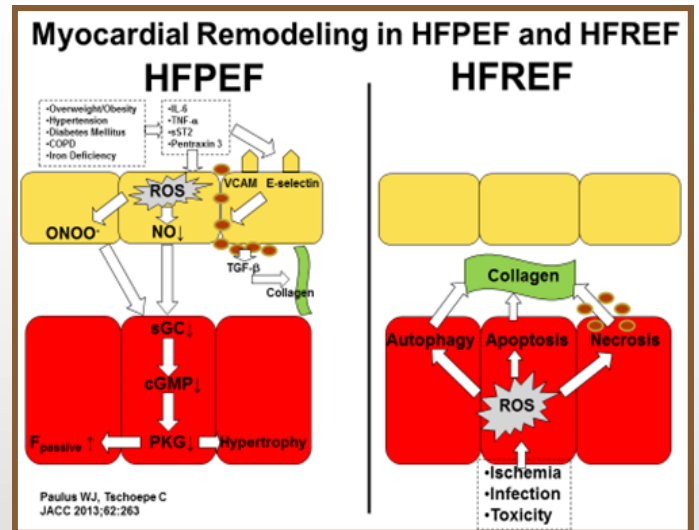 Myocardial Remodeling in HFPEF and HFREF
HFPEF
•Overweight/Obesity
•Hypertension
•Diabetes Mellitus
•COPD
•Iron Deficiency
•IL-6
•TNF-α
•sST2
•Pentraxin 3
VCAM
E-selectin
ROS
ONOO-
NO↓
TGF-β
Collagen
sGC↓
cGMP↓
Fpassive ↑
PKG↓
Hypertrophy
Paulus WJ, Tschoepe C
JACC 2013;62:263
HFREF
Collagen
Autophagy
Apoptosis
Necrosis
ROS
•Ischemia
•Infection
•Toxicity